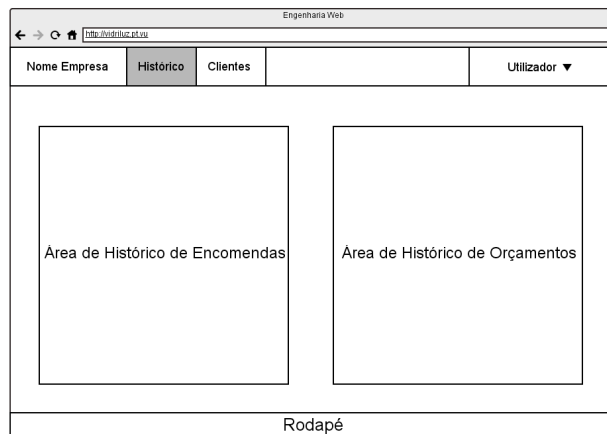 Engenharia Web
http://vidriluz.pt.vu
Nome Empresa Histórico Clientes Utilizador ▼
Área de Histórico de Encomendas Área de Histórico de Orçamentos
Rodapé